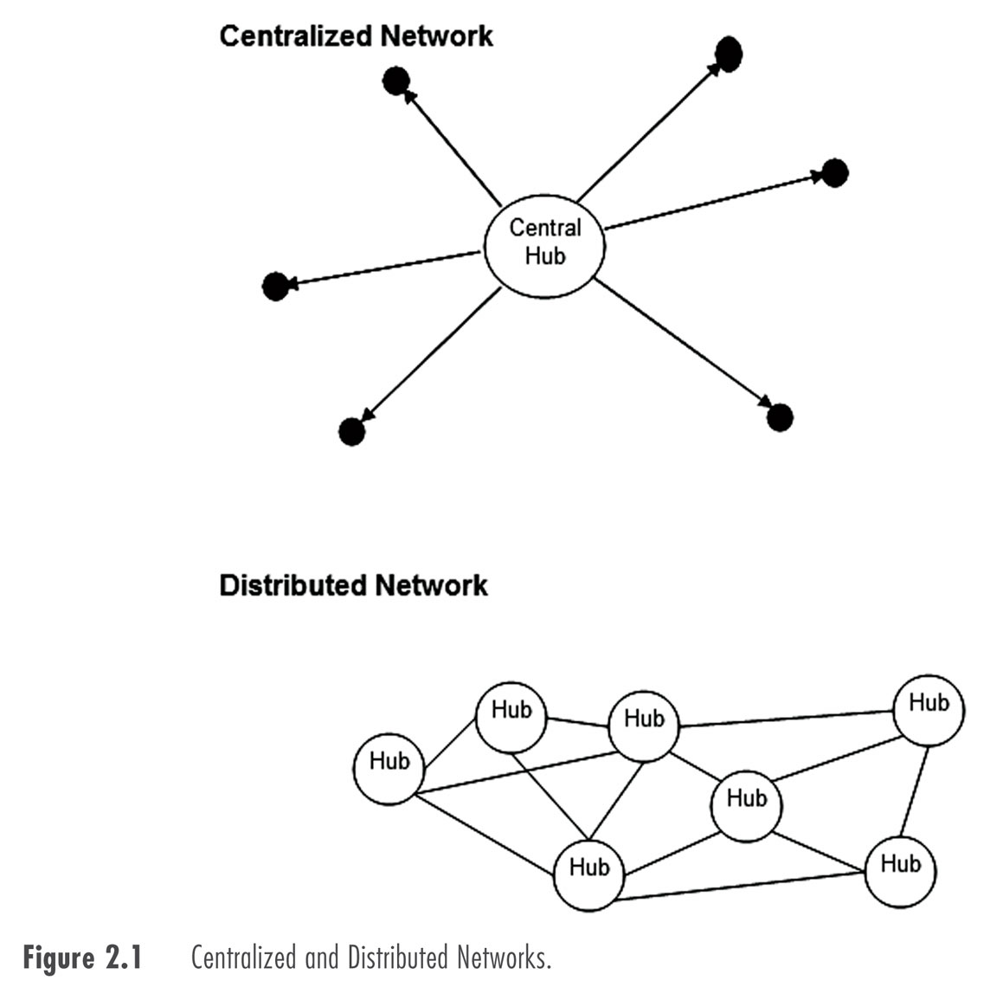 Centralized Network
Central
Hub
Distributed Network
Hub
Hub
Hub
Hub
Hub
Hub
Hub
Figure 2.1 Centralized and Distributed Networks.